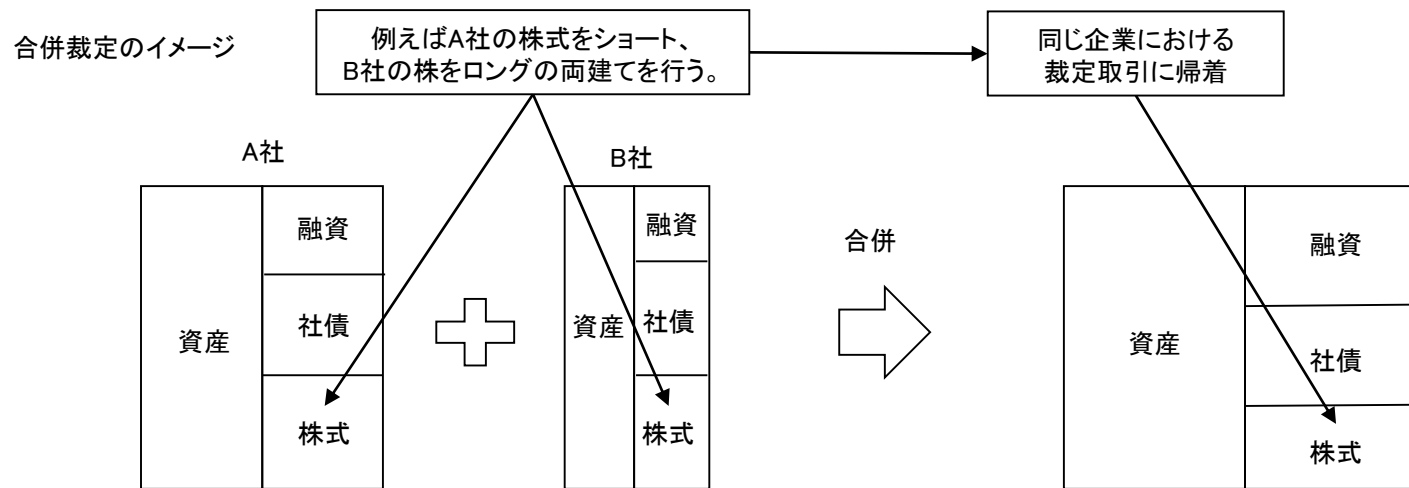 合併裁定のイメージ
例えばA社の株式をショート、
B社の株をロングの両建てを行う。
同じ企業における
裁定取引に帰着
A社
資産
融資
社債
株式
B社
資産
融資
社債
株式
合併
資産
融資
社債
株式